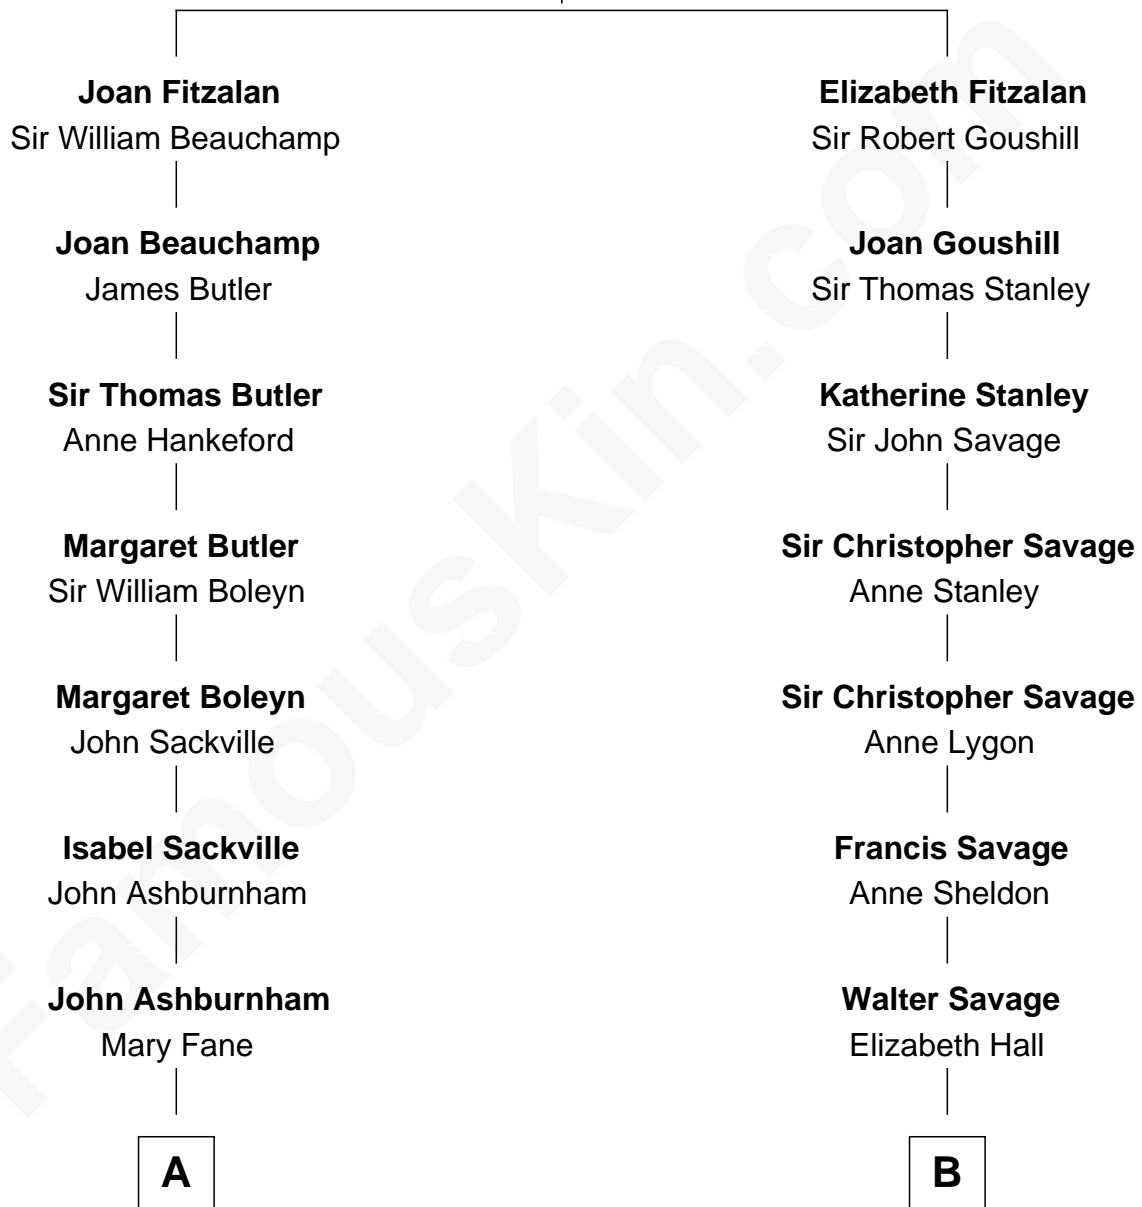 Joan Fitzalan
Sir William Beauchamp
Joan Beauchamp
James Butler
Sir Thomas Butler
Anne Hankeford
Margaret Butler
Sir William Boleyn
Margaret Boleyn
John Sackville
Isabel Sackville
John Ashburnham
John Ashburnham
Mary Fane
A
Elizabeth Fitzalan
Sir Robert Goushill
Joan Goushill
Sir Thomas Stanley
Katherine Stanley
Sir John Savage
Sir Christopher Savage
Anne Stanley
Sir Christopher Savage
Anne Lygon
Francis Savage
Anne Sheldon
Walter Savage
Elizabeth Hall
B
FamousKin.com